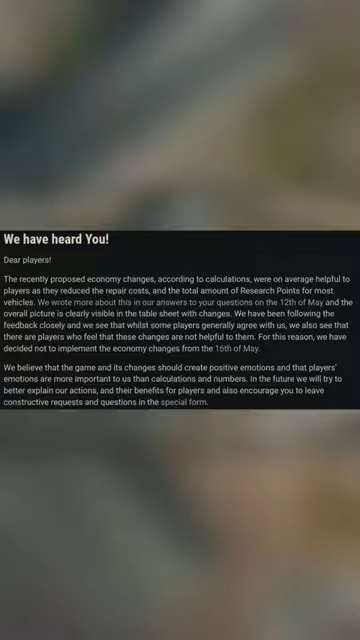 We have heard You!
Dear players!
The recently proposed economy changes, according to calculations, were on average helpful to
players as they reduced the repair costs, and the total amount of Research Points for most
vehicles. We wrote more about this in our answers to your questions on the 12th of May and the
overall picture is clearly visible in the table sheet with changes. We have been following the
feedback closely and we see that whilst some players generally agree with us, we also see that
there are players who feel that these changes are not helpful to them. For this reason, we have
decided not to implement the economy changes from the 16th of May.
We believe that the game and its changes should create positive emotions and that players'
emotions are more important to us than calculations and numbers. In the future we will try to
better explain our actions, and their benefits for players and also encourage you to leave
constructive requests and questions in the special form.